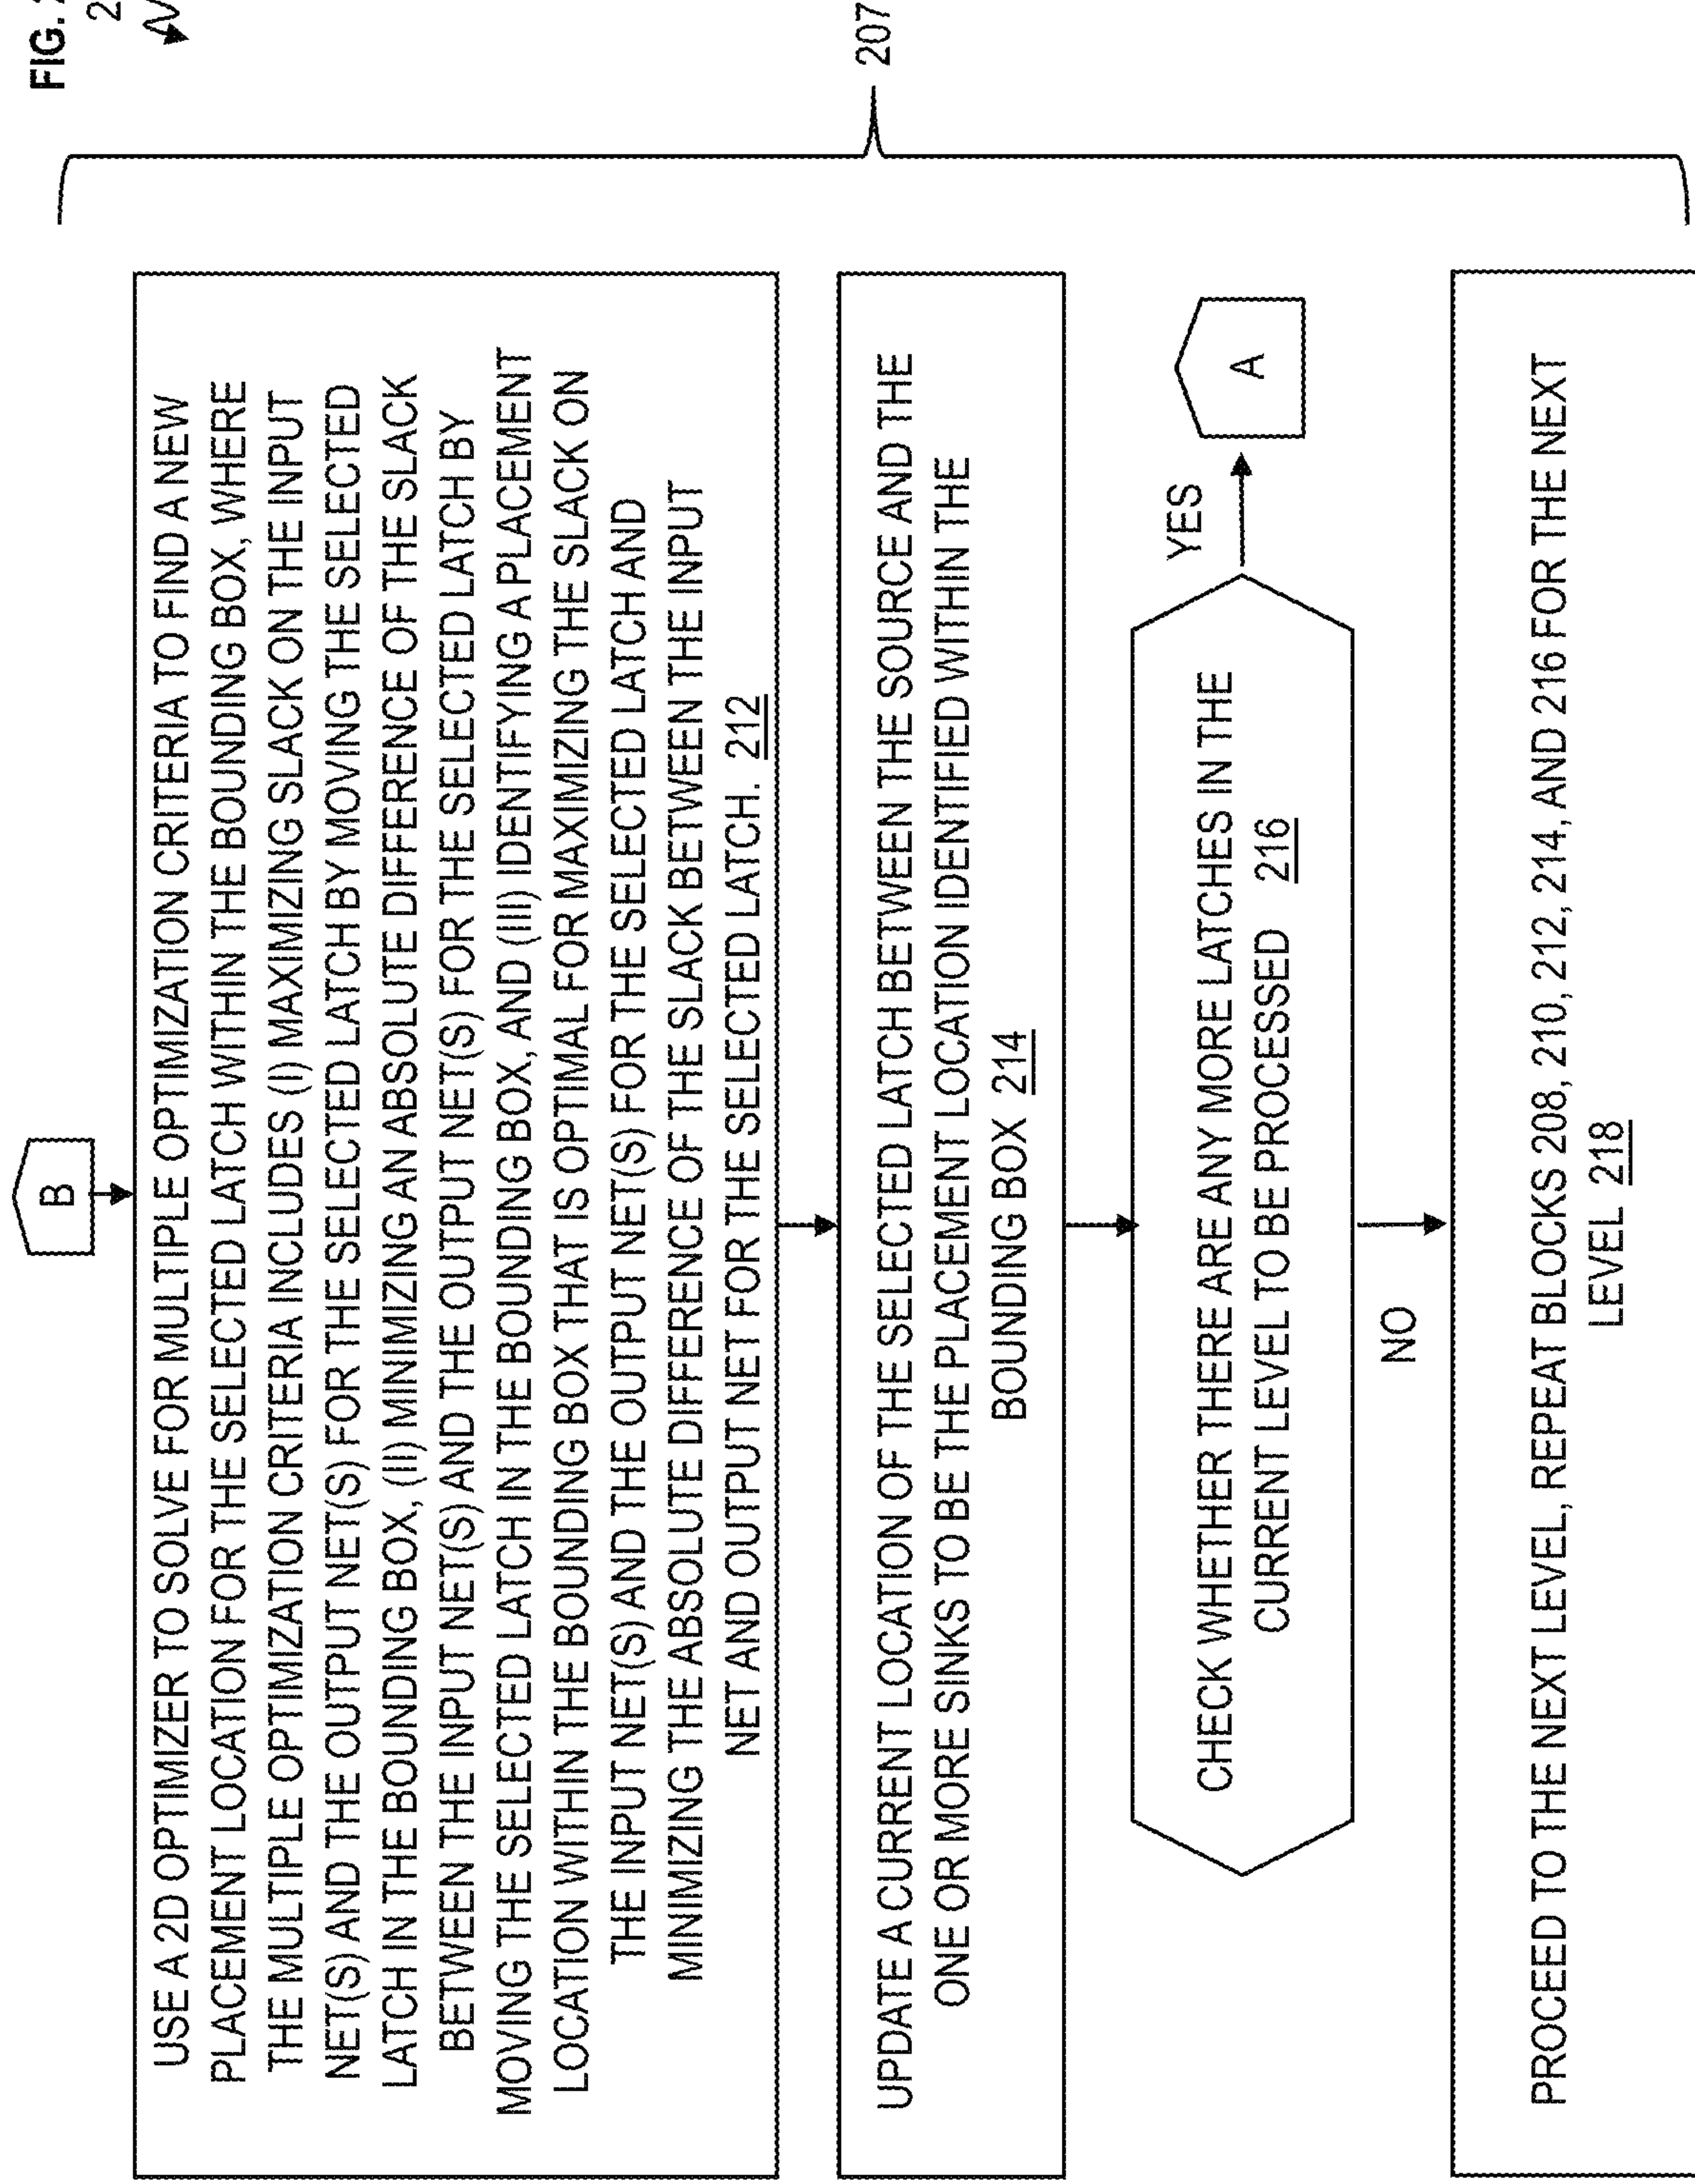 FIG. 2
2
B
USE A 2D OPTIMIZER TO SOLVE FOR MULTIPLE OPTIMIZATION CRITERIA TO FIND A NEW
PLACEMENT LOCATION FOR THE SELECTED LATCH WITHIN THE BOUNDING BOX, WHERE
THE MULTIPLE OPTIMIZATION CRITERIA INCLUDES (I) MAXIMIZING SLACK ON THE INPUT
NET(S) AND THE OUTPUT NET(S) FOR THE SELECTED LATCH BY MOVING THE SELECTED
LATCH IN THE BOUNDING BOX, (II) MINIMIZING AN ABSOLUTE DIFFERENCE OF THE SLACK
BETWEEN THE INPUT NET(S) AND THE OUTPUT NET(S) FOR THE SELECTED LATCH BY
MOVING THE SELECTED LATCH IN THE BOUNDING BOX, AND (III) IDENTIFYING A PLACEMENT
LOCATION WITHIN THE BOUNDING BOX THAT IS OPTIMAL FOR MAXIMIZING THE SLACK ON
THE INPUT NET(S) AND THE OUTPUT NET(S) FOR THE SELECTED LATCH AND
MINIMIZING THE ABSOLUTE DIFFERENCE OF THE SLACK BETWEEN THE INPUT
NET AND OUTPUT NET FOR THE SELECTED LATCH. 212
UPDATE A CURRENT LOCATION OF THE SELECTED LATCH BETWEEN THE SOURCE AND THE
ONE OR MORE SINKS TO BE THE PLACEMENT LOCATION IDENTIFIED WITHIN THE
BOUNDING BOX 214
207
CHECK WHETHER THERE ARE ANY MORE LATCHES IN THE
CURRENT LEVEL TO BE PROCESSED 216
YES
A
NO
PROCEED TO THE NEXT LEVEL, REPEAT BLOCKS 208, 210, 212, 214, AND 216 FOR THE NEXT
LEVEL 218